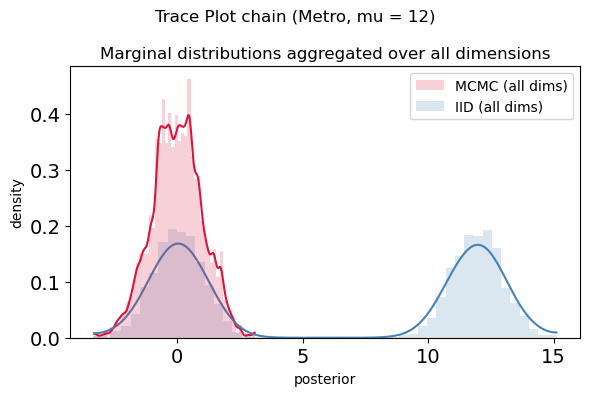 Trace Plot chain (Metro, mu = 12)
Marginal distributions aggregated over all dimensions
MCMC (all dims)
IID (all dims)
density
0.4
0.3
0.2
0.1
0.0
0
5
10
15
posterior